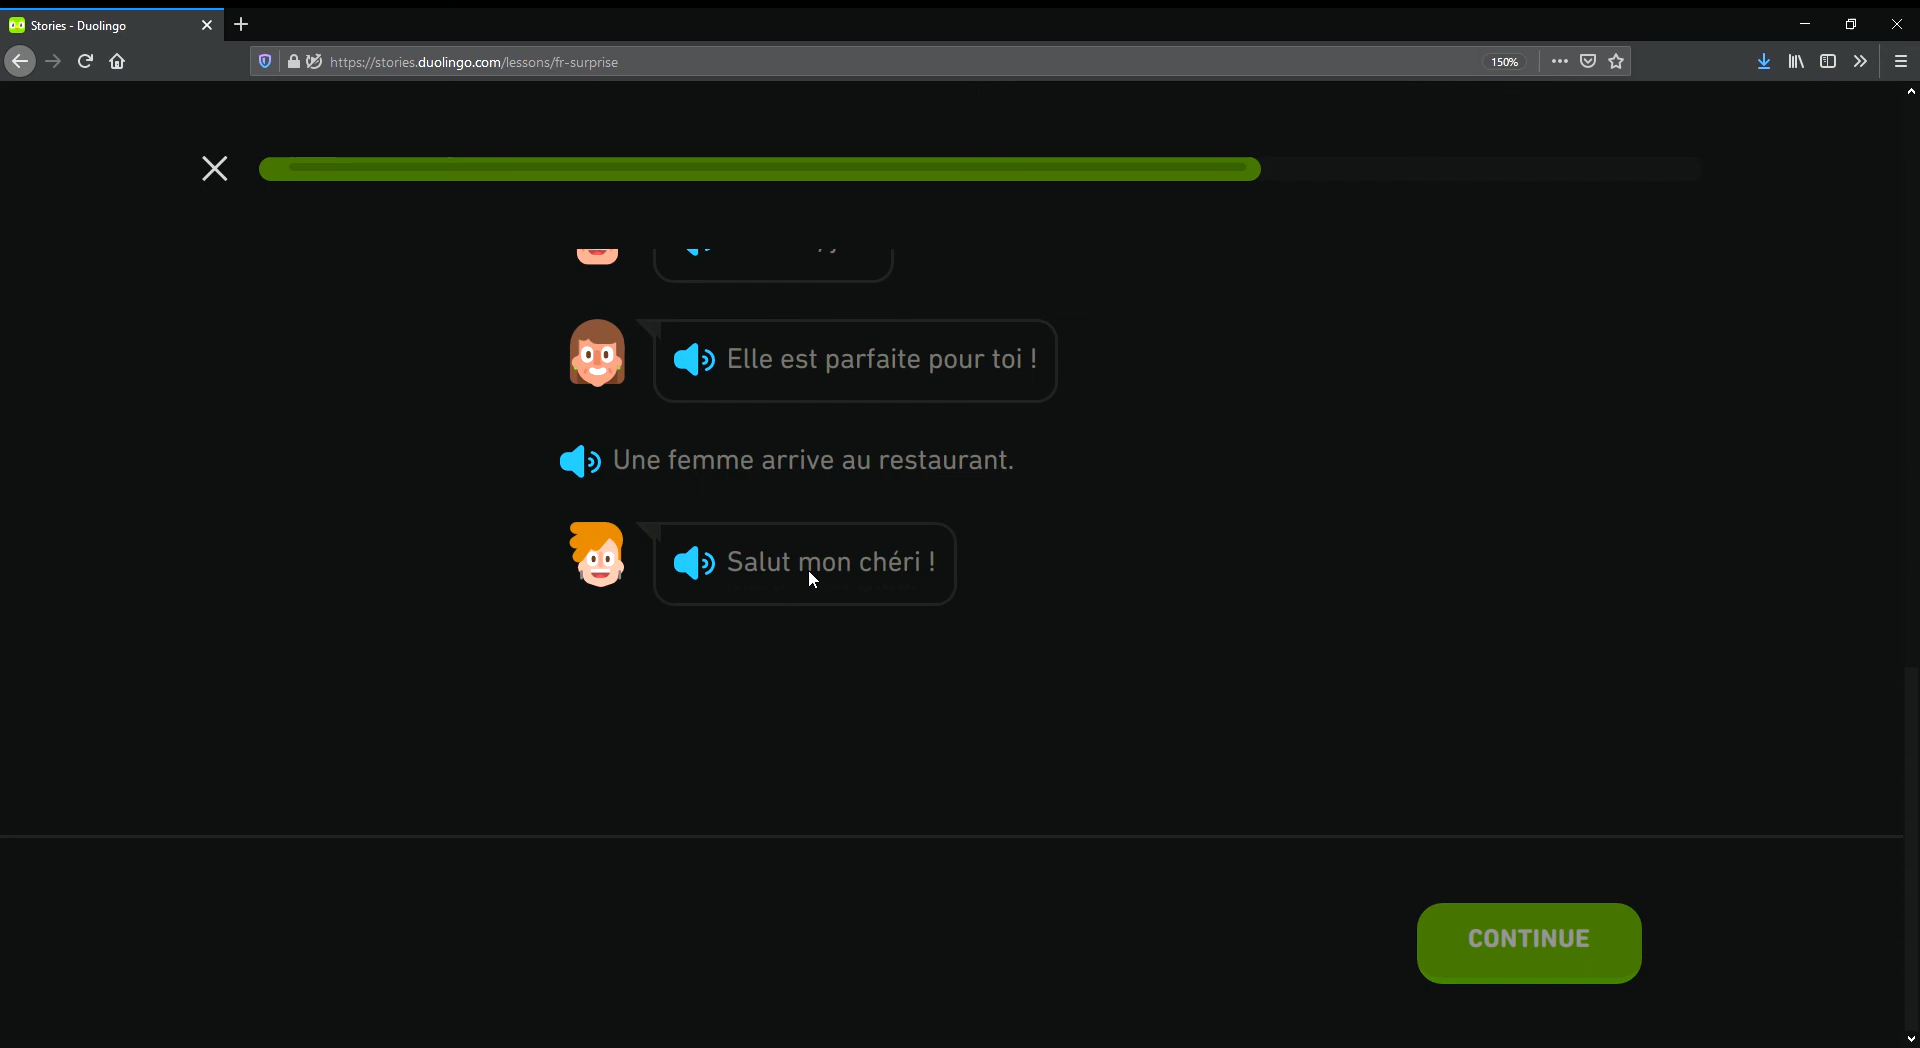 Stories - Duolingo
https://stories.duolingo.com/lessons/fr-surprise
150%
Elle est parfaite pour toi !
Une femme arrive au restaurant.
Salut mon chéri !
CONTINUE